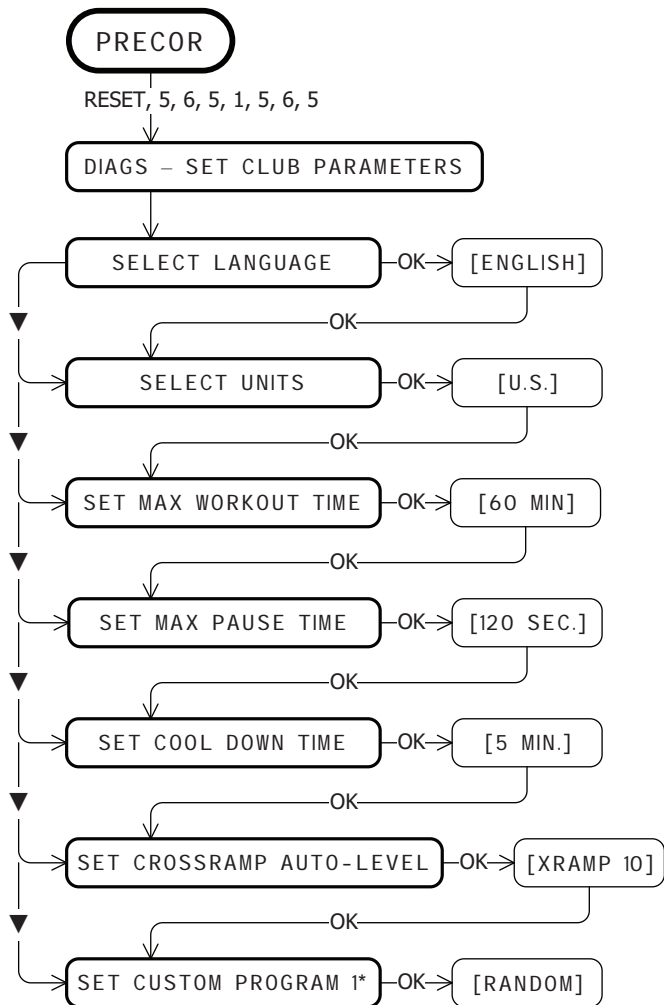 PRECOR
RESET, 5, 6, 5, 1, 5, 6, 5
DIAGS – SET CLUB PARAMETERS
SELECT LANGUAGE OK [ENGLISH]
OK
SELECT UNITS OK [U.S.]
OK
SET MAX WORKOUT TIME OK [60 MIN]
OK
SET MAX PAUSE TIME OK [120 SEC.]
OK
SET COOL DOWN TIME OK [5 MIN.]
OK
SET CROSSRAMP AUTO-LEVEL OK [XRAMP 10]
OK
SET CUSTOM PROGRAM 1* OK [RANDOM]